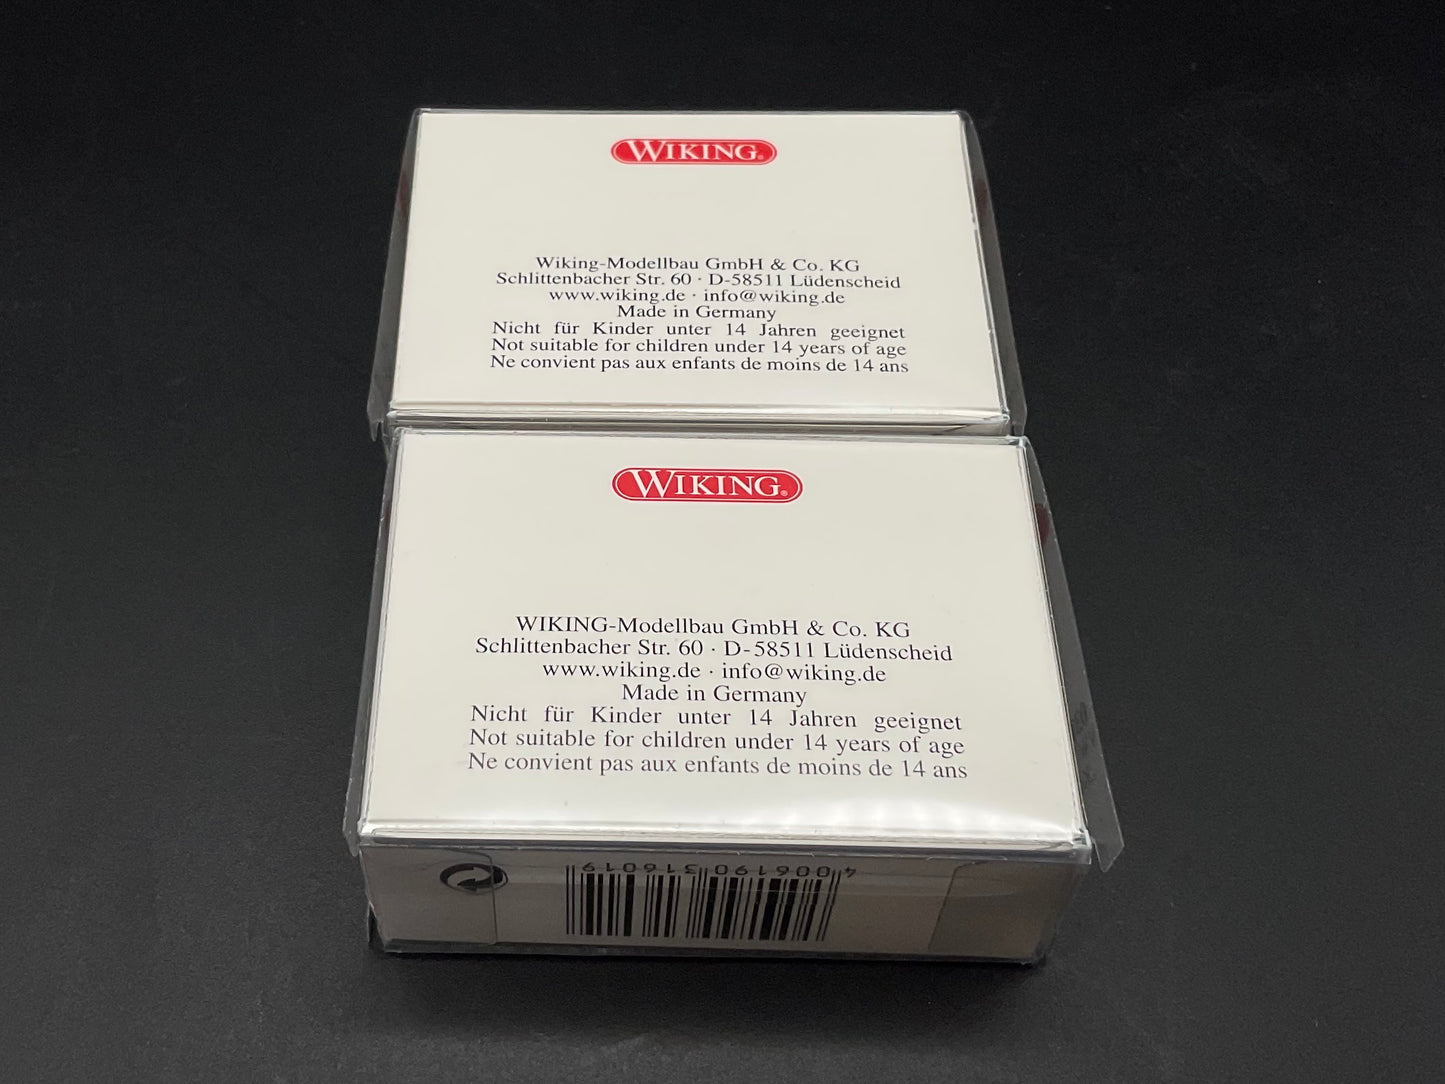 WIKING®
Wiking-Modellbau GmbH & Co. KG
Schlittenbacher Str. 60 · D-58511 Lüdenscheid
www.wiking.de · info@wiking.de
Made in Germany
Nicht für Kinder unter 14 Jahren geeignet
Not suitable for children under 14 years of age
Ne convient pas aux enfants de moins de 14 ans
WIKING®
WIKING-Modellbau GmbH & Co. KG
Schlittenbacher Str. 60 · D-58511 Lüdenscheid
www.wiking.de · info@wiking.de
Made in Germany
Nicht für Kinder unter 14 Jahren geeignet
Not suitable for children under 14 years of age
Ne convient pas aux enfants de moins de 14 ans
4 006190 316019